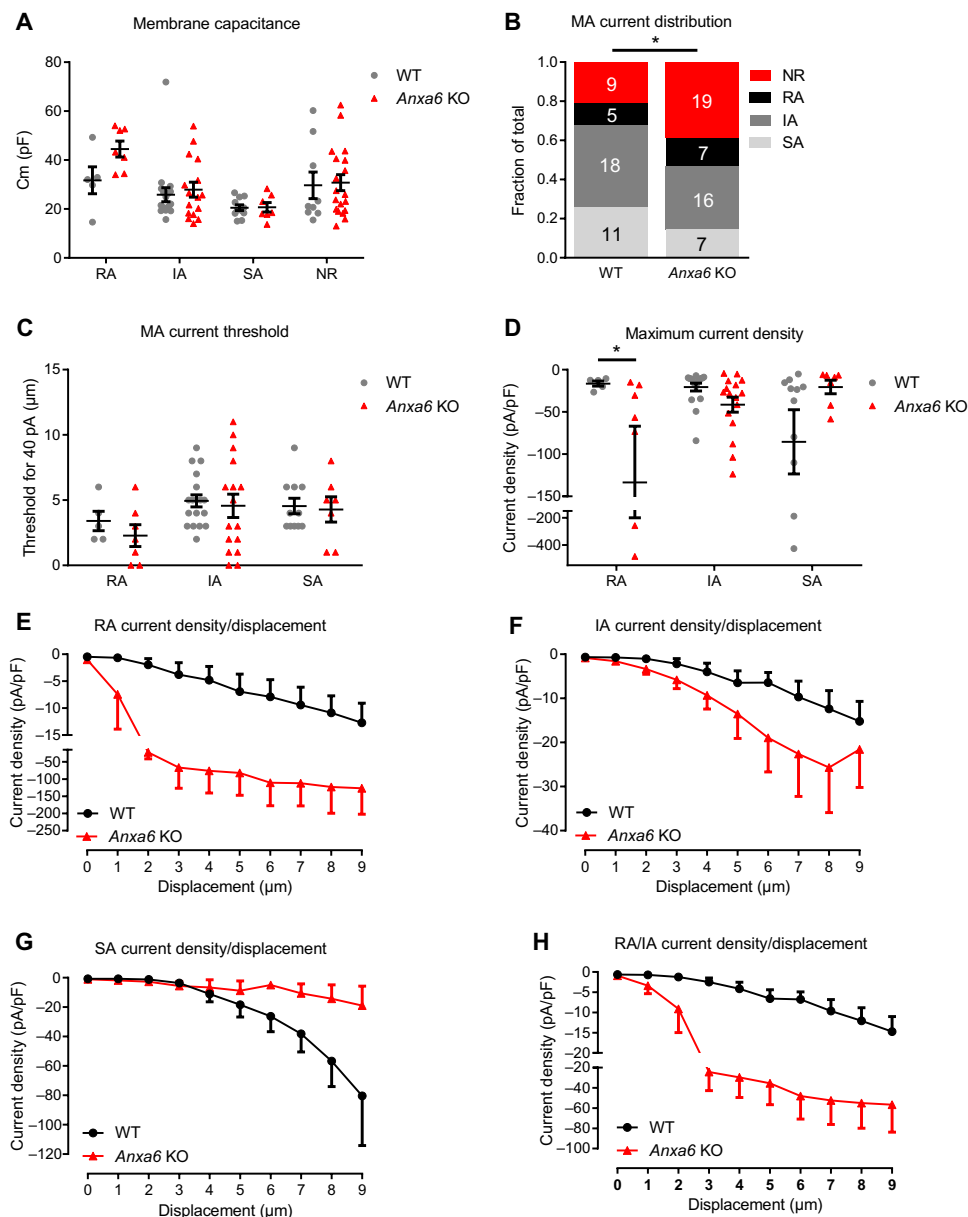 A
Membrane capacitance
Cm (pF)
80
60
40
20
0
RA IA SA NR
WT
Anxa6 KO
B
MA current distribution
*
Fraction of total
1.0
0.8
0.6
0.4
0.2
0.0
9
5
18
11
19
7
16
7
WT Anxa6 KO
NR
RA
IA
SA
C
MA current threshold
Threshold for 40 pA (µm)
15
10
5
0
RA IA SA
WT
Anxa6 KO
D
Maximum current density
*
Current density (pA/pF)
0
−50
−100
−150
−200
−400
RA IA SA
WT
Anxa6 KO
E
RA current density/displacement
Current density (pA/pF)
0
−5
−10
−15
−50
−100
−150
−200
−250
WT
Anxa6 KO
0 1 2 3 4 5 6 7 8 9
Displacement (µm)
F
IA current density/displacement
Current density (pA/pF)
0
−10
−20
−30
−40
WT
Anxa6 KO
0 1 2 3 4 5 6 7 8 9
Displacement (µm)
G
SA current density/displacement
Current density (pA/pF)
0
−20
−40
−60
−80
−100
−120
WT
Anxa6 KO
0 1 2 3 4 5 6 7 8 9
Displacement (µm)
H
RA/IA current density/displacement
Current density (pA/pF)
0
−5
−10
−15
−20
−40
−60
−80
−100
WT
Anxa6 KO
0 1 2 3 4 5 6 7 8 9
Displacement (µm)